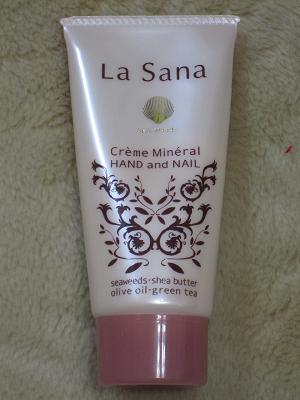 La Sana
Crème Minéral
HAND and NAIL
seaweeds·shea butter
olive oil·green tea